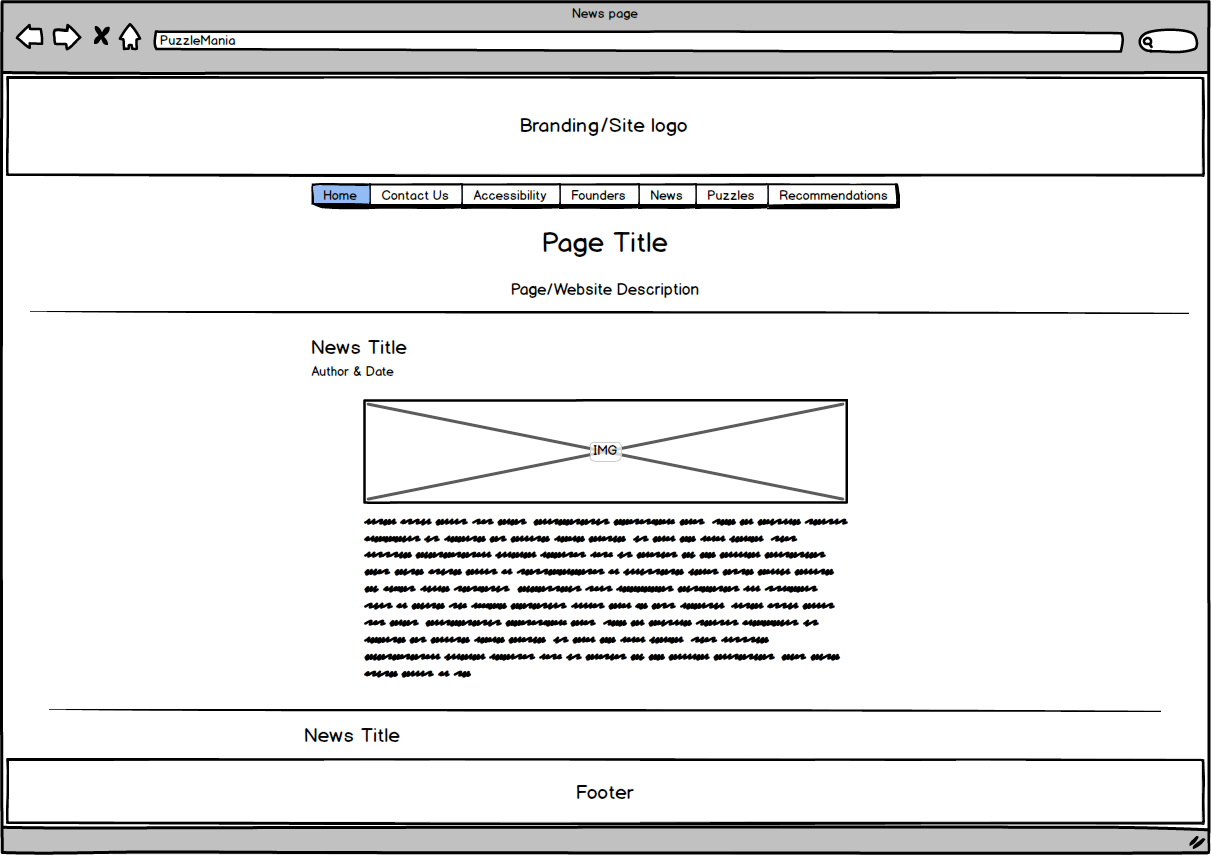 News page
PuzzleMania
Branding/Site logo
Home Contact Us Accessibility Founders News Puzzles Recommendations
Page Title
Page/Website Description
News Title
Author & Date
IMG
News Title
Footer